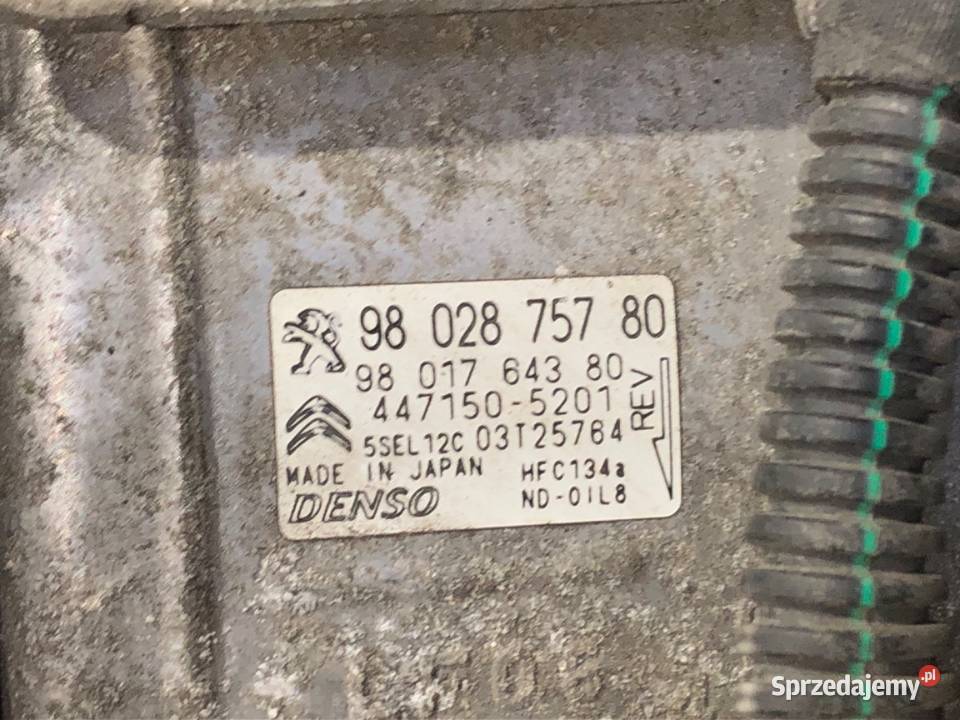 98 028 757 80
98 017 643 80
447150-5201
5SEL12C 03T25764
REV
MADE IN JAPAN HFC134a
DENSO ND-OIL8
Sprzedajemy.pl